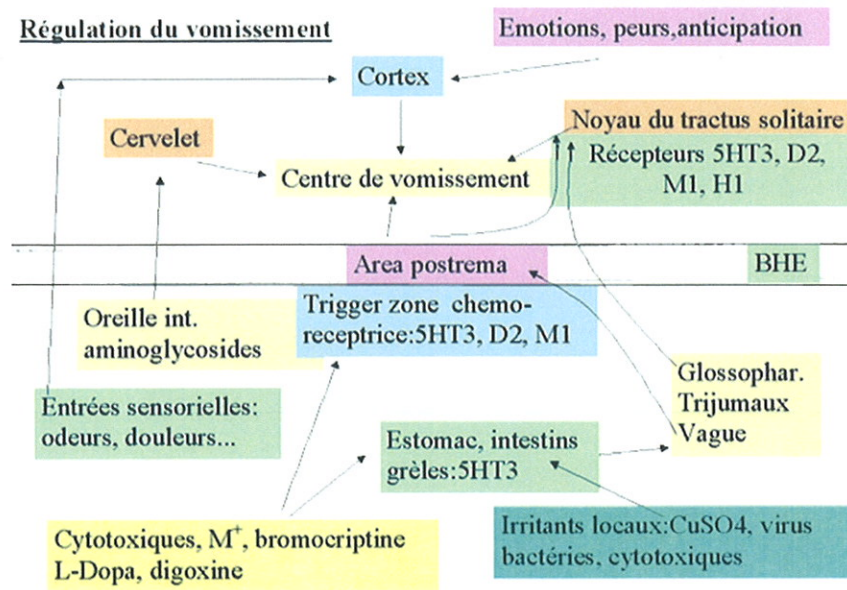 Régulation du vomissement
Emotions, peurs,anticipation
Cortex
Cervelet
Noyau du tractus solitaire
Récepteurs 5HT3, D2,
M1, H1
Centre de vomissement
Area postrema
BHE
Trigger zone chemo-
receptrice:5HT3, D2, M1
Oreille int.
aminoglycosides
Glossophar.
Trijumaux
Vague
Entrées sensorielles:
odeurs, douleurs...
Estomac, intestins
grèles:5HT3
Cytotoxiques, M⁺, bromocriptine
L-Dopa, digoxine
Irritants locaux:CuSO4, virus
bactéries, cytotoxiques